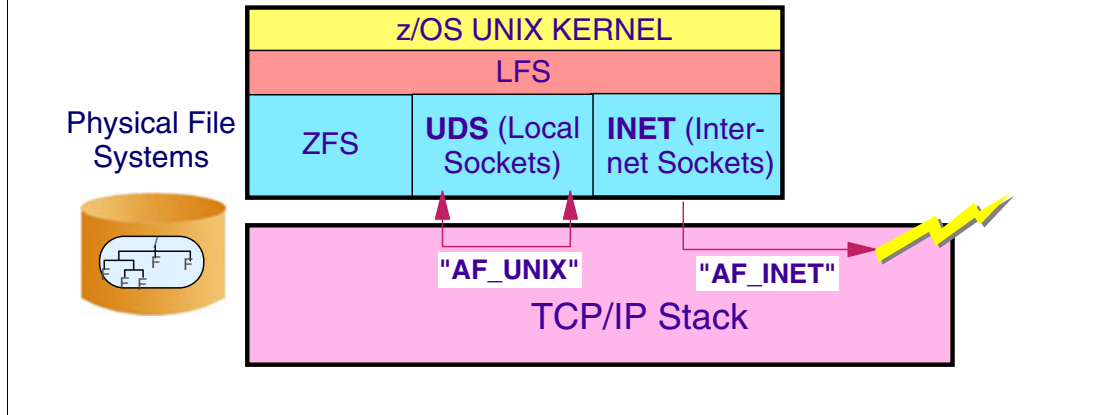 z/OS UNIX KERNEL
LFS
Physical File
Systems
ZFS
UDS (Local
Sockets)
INET (Inter-
net Sockets)
/
F
F
F
F
F
F
"AF_UNIX"
"AF_INET"
TCP/IP Stack